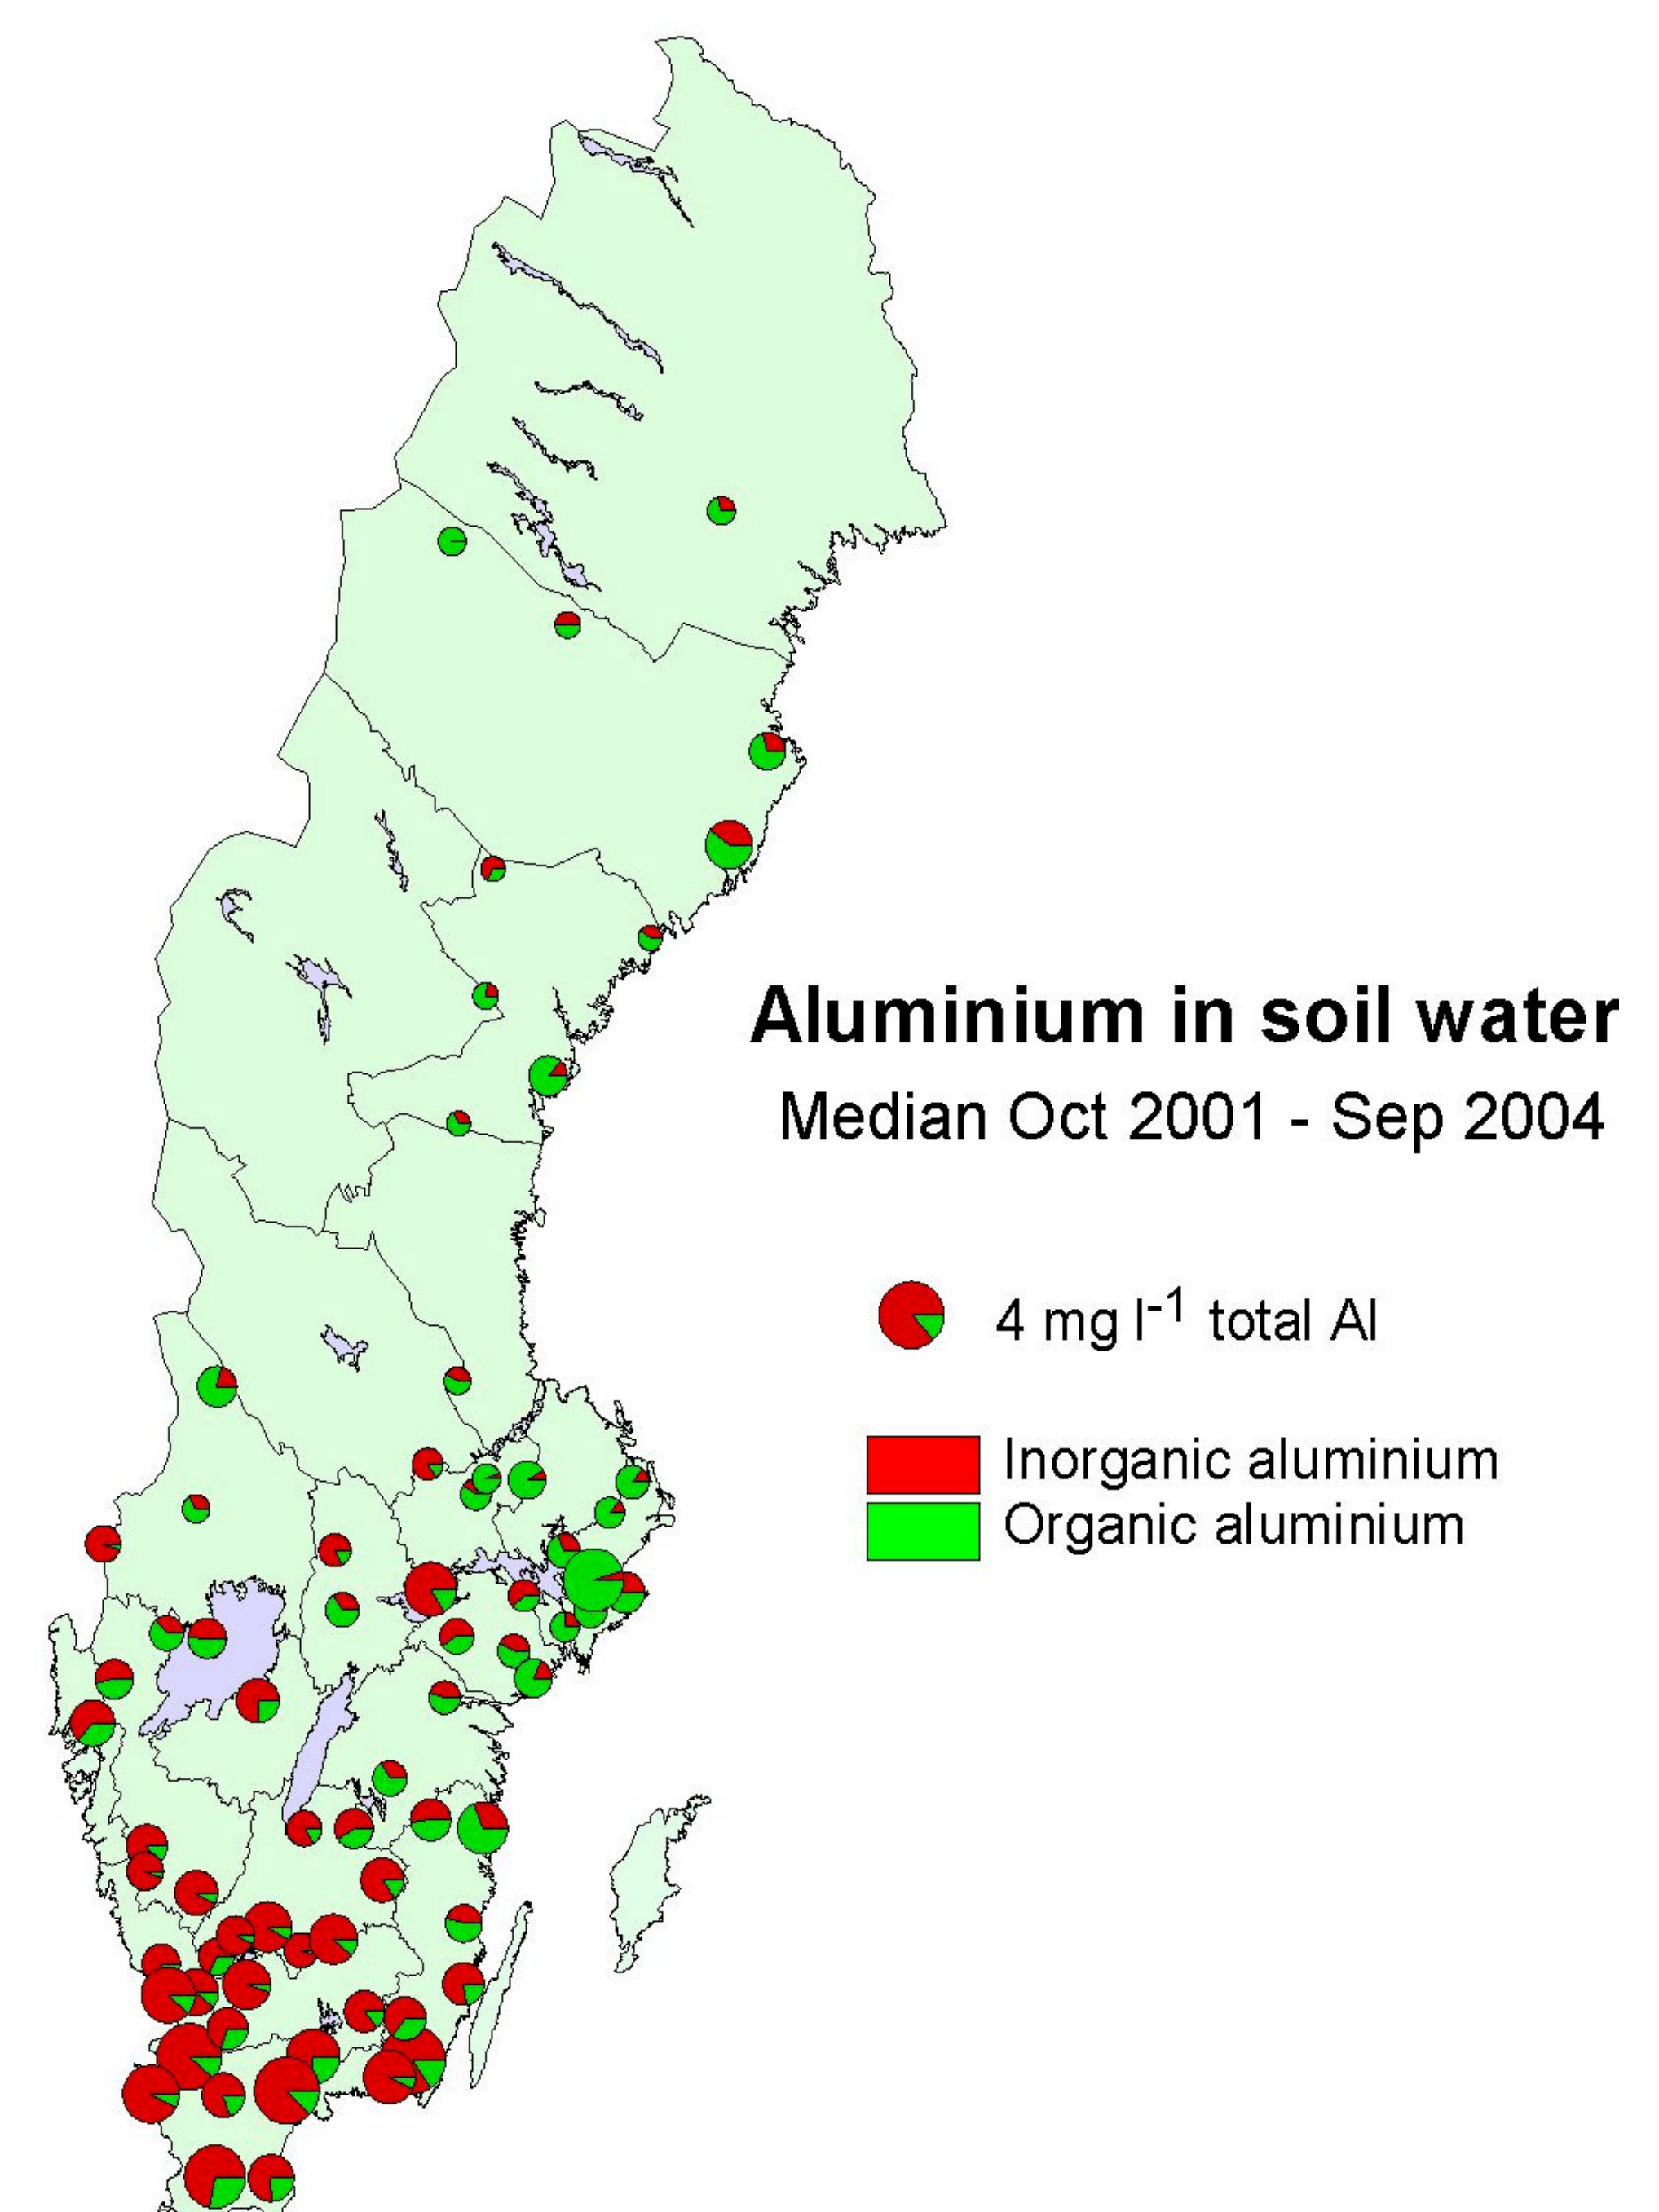 Aluminium in soil water
Median Oct 2001 - Sep 2004
4 mg l-1 total Al
Inorganic aluminium
Organic aluminium